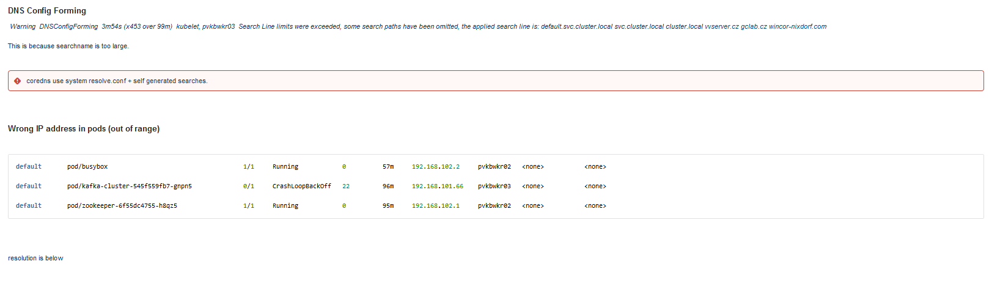 DNS Config Forming
Warning DNSConfigForming 3m54s (x453 over 99m) kubelet, pvkbwkr03 Search Line limits were exceeded, some search paths have been omitted, the applied search line is: default.svc.cluster.local svc.cluster.local cluster.local vvserver.cz gclab.cz wincor-nixdorf.com
This is because searchname is too large.
coredns use system resolve.conf + self generated searches.
Wrong IP address in pods (out of range)
default pod/busybox 1/1 Running 0 57m 192.168.102.2 pvkbwkr02 <none> <none>
default pod/kafka-cluster-545f559fb7-gnpn5 0/1 CrashLoopBackOff 22 96m 192.168.101.66 pvkbwkr03 <none> <none>
default pod/zookeeper-6f55dc4755-h8qz5 1/1 Running 0 95m 192.168.102.1 pvkbwkr02 <none> <none>
resolution is below